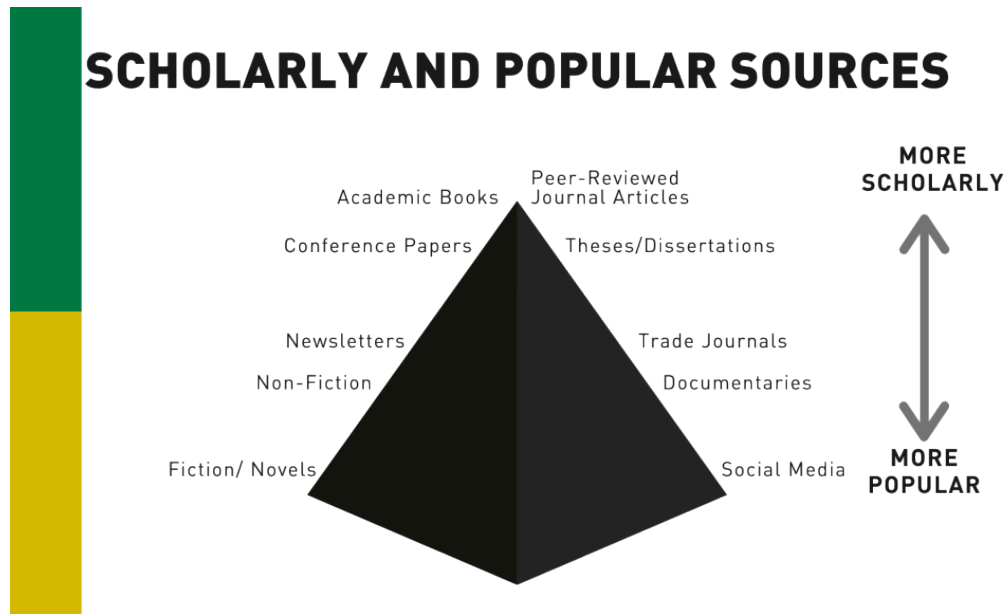 SCHOLARLY AND POPULAR SOURCES
MORE
SCHOLARLY
Academic Books
Peer-Reviewed
Journal Articles
Conference Papers
Theses/Dissertations
Newsletters
Trade Journals
Non-Fiction
Documentaries
Fiction/ Novels
Social Media
MORE
POPULAR